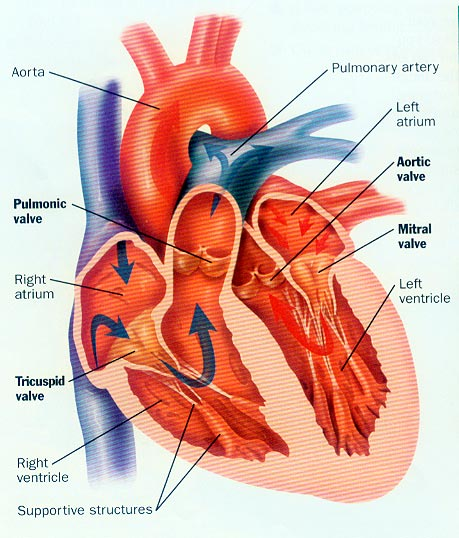 Aorta
Pulmonary artery
Left
atrium
Aortic
valve
Pulmonic
valve
Mitral
valve
Right
atrium
Left
ventricle
Tricuspid
valve
Right
ventricle
Supportive structures